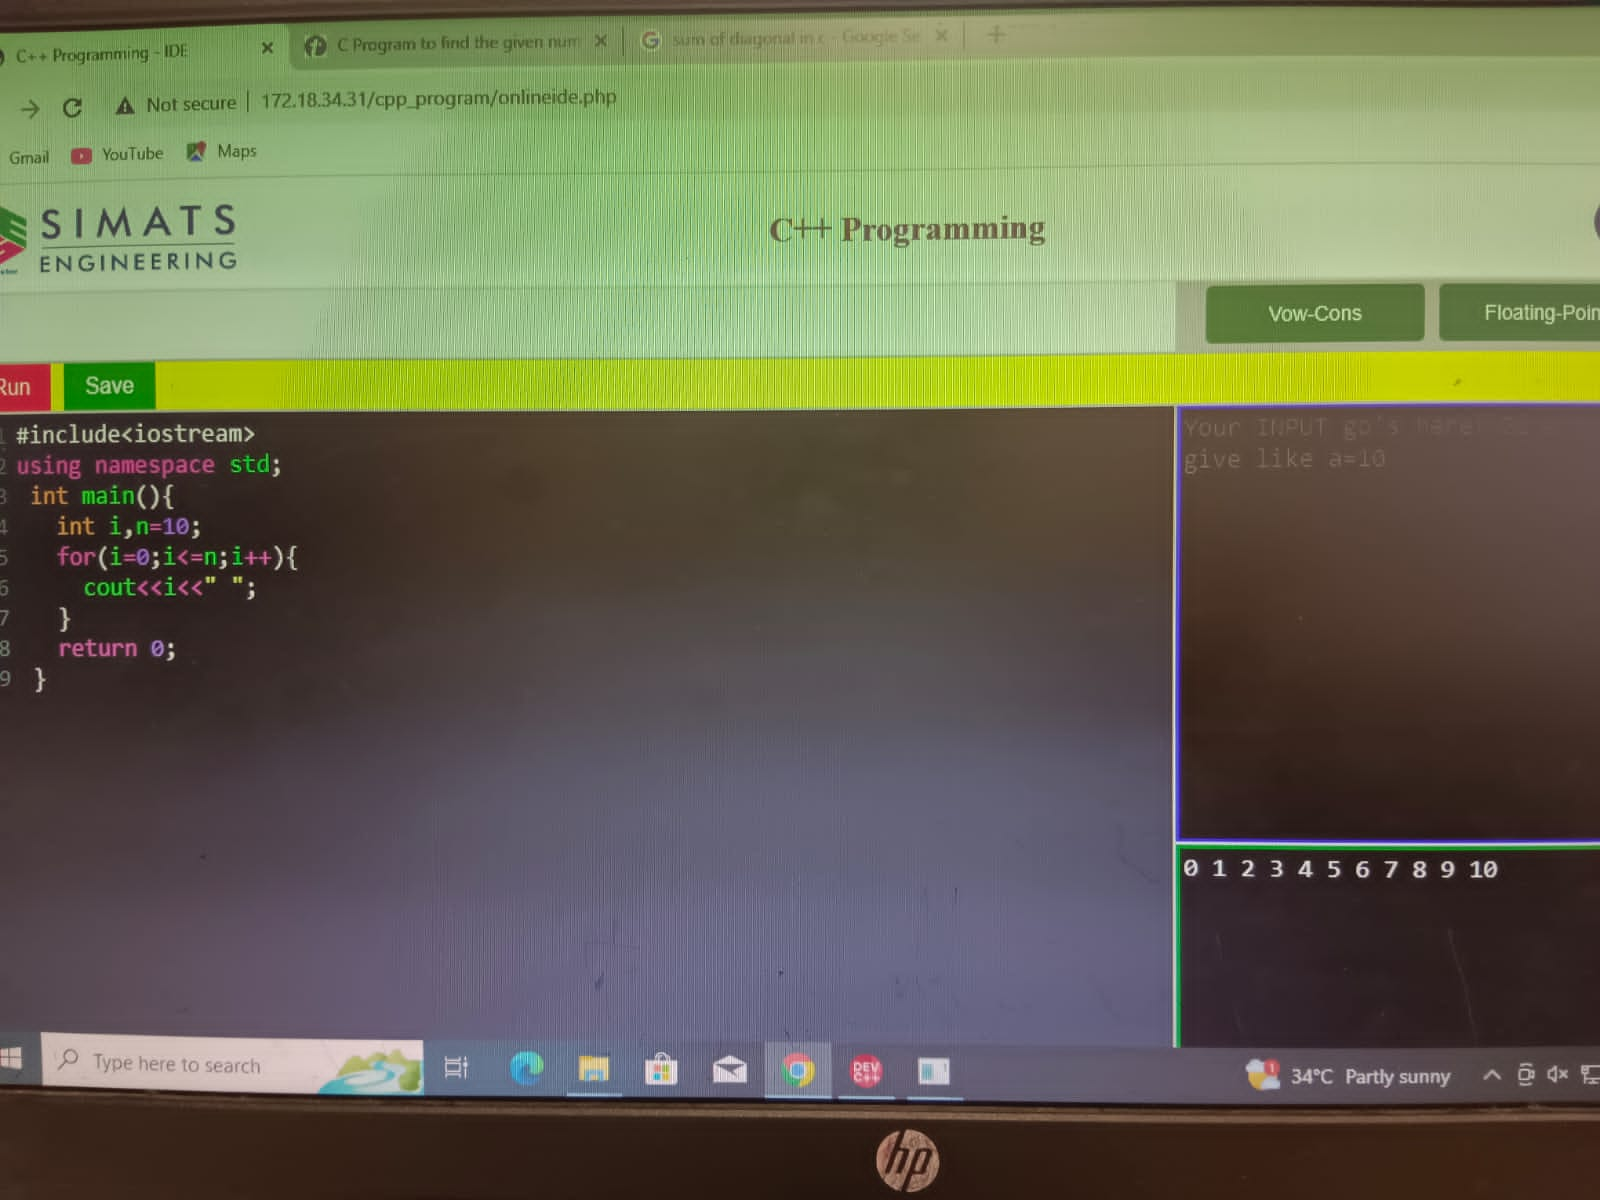 C++ Programming - IDE
C Program to find the given num
sum of diagonal in c - Google Se
Not secure
172.18.34.31/cpp_program/onlineide.php
Gmail
YouTube
Maps
SIMATS
ENGINEERING
C++ Programming
Vow-Cons
Floating-Poin
Run
Save
Your INPUT go's here
give like a=10
1 #include<iostream>
2 using namespace std;
3 int main(){
4 int i,n=10;
5 for(i=0;i<=n;i++){
6 cout<<i<<" ";
7 }
8 return 0;
9 }
0 1 2 3 4 5 6 7 8 9 10
Type here to search
DEV
C++
1
34°C Partly sunny
hp